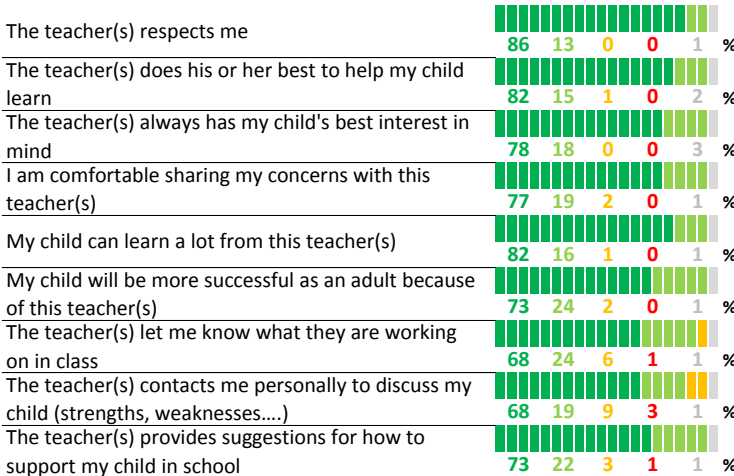 The teacher(s) respects me
86 13 0 0 1 %
The teacher(s) does his or her best to help my child
learn
82 15 1 0 2 %
The teacher(s) always has my child's best interest in
mind
78 18 0 0 3 %
I am comfortable sharing my concerns with this
teacher(s)
77 19 2 0 1 %
My child can learn a lot from this teacher(s)
82 16 1 0 1 %
My child will be more successful as an adult because
of this teacher(s)
73 24 2 0 1 %
The teacher(s) let me know what they are working
on in class
68 24 6 1 1 %
The teacher(s) contacts me personally to discuss my
child (strengths, weaknesses....)
68 19 9 3 1 %
The teacher(s) provides suggestions for how to
support my child in school
73 22 3 1 1 %